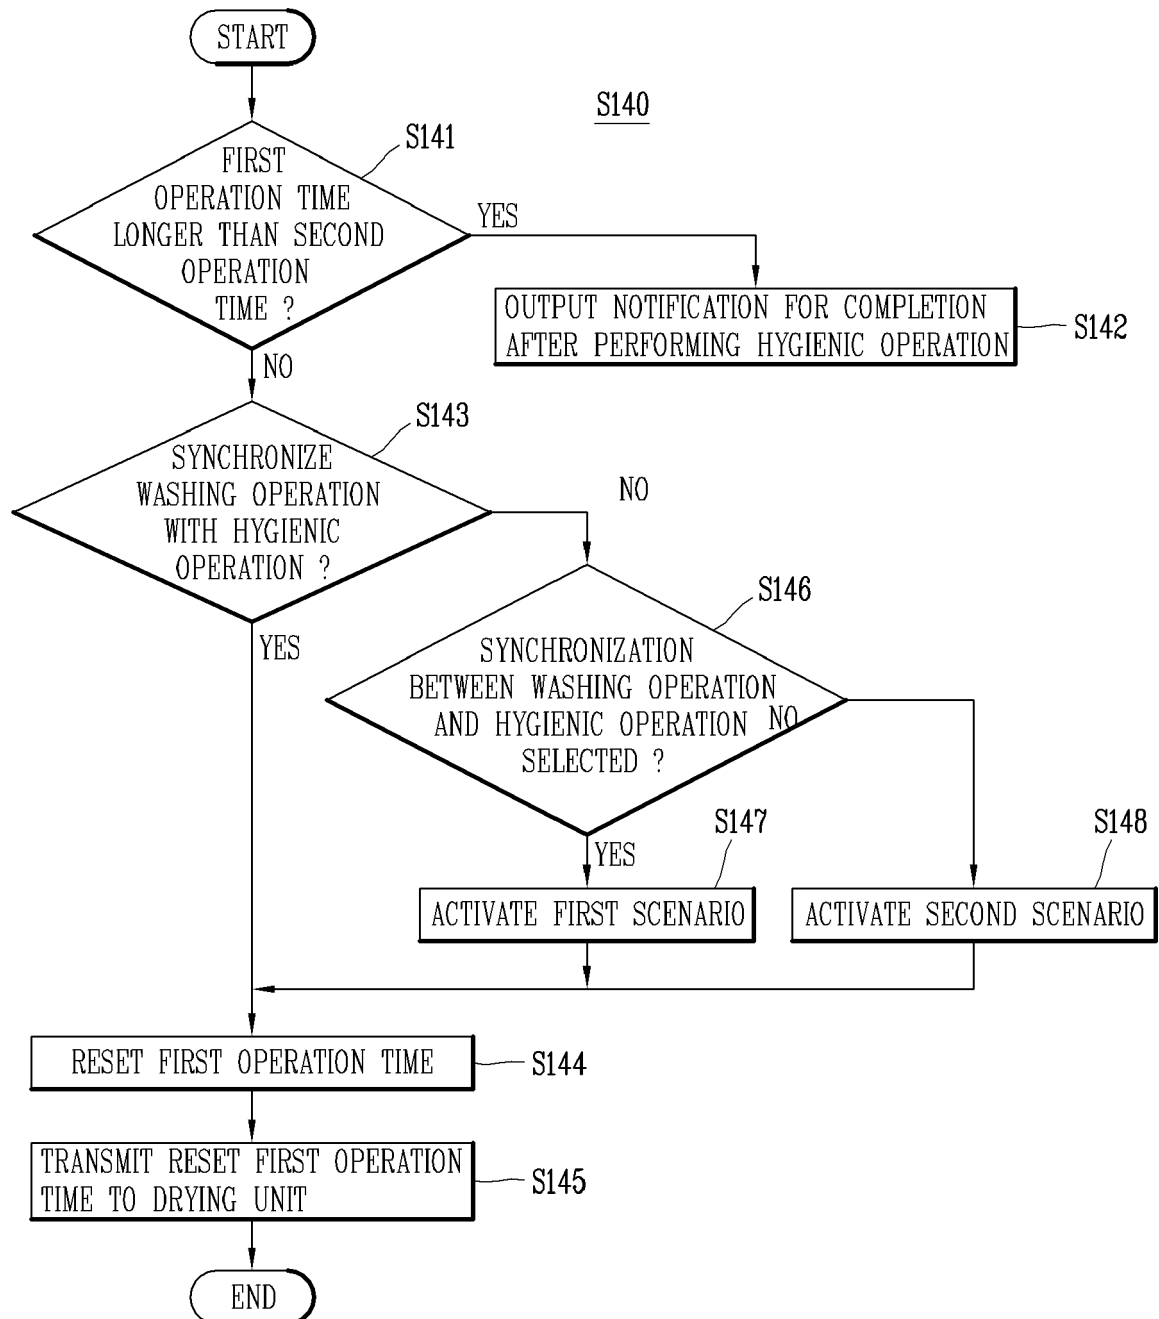 START
S140
S141
FIRST
OPERATION TIME
LONGER THAN SECOND
OPERATION
TIME ?
YES
OUTPUT NOTIFICATION FOR COMPLETION
AFTER PERFORMING HYGIENIC OPERATION
S142
NO
S143
SYNCHRONIZE
WASHING OPERATION
WITH HYGIENIC
OPERATION ?
NO
YES
S146
SYNCHRONIZATION
BETWEEN WASHING OPERATION
AND HYGIENIC OPERATION
SELECTED ?
NO
YES
S147
S148
ACTIVATE FIRST SCENARIO
ACTIVATE SECOND SCENARIO
RESET FIRST OPERATION TIME
S144
TRANSMIT RESET FIRST OPERATION
TIME TO DRYING UNIT
S145
END